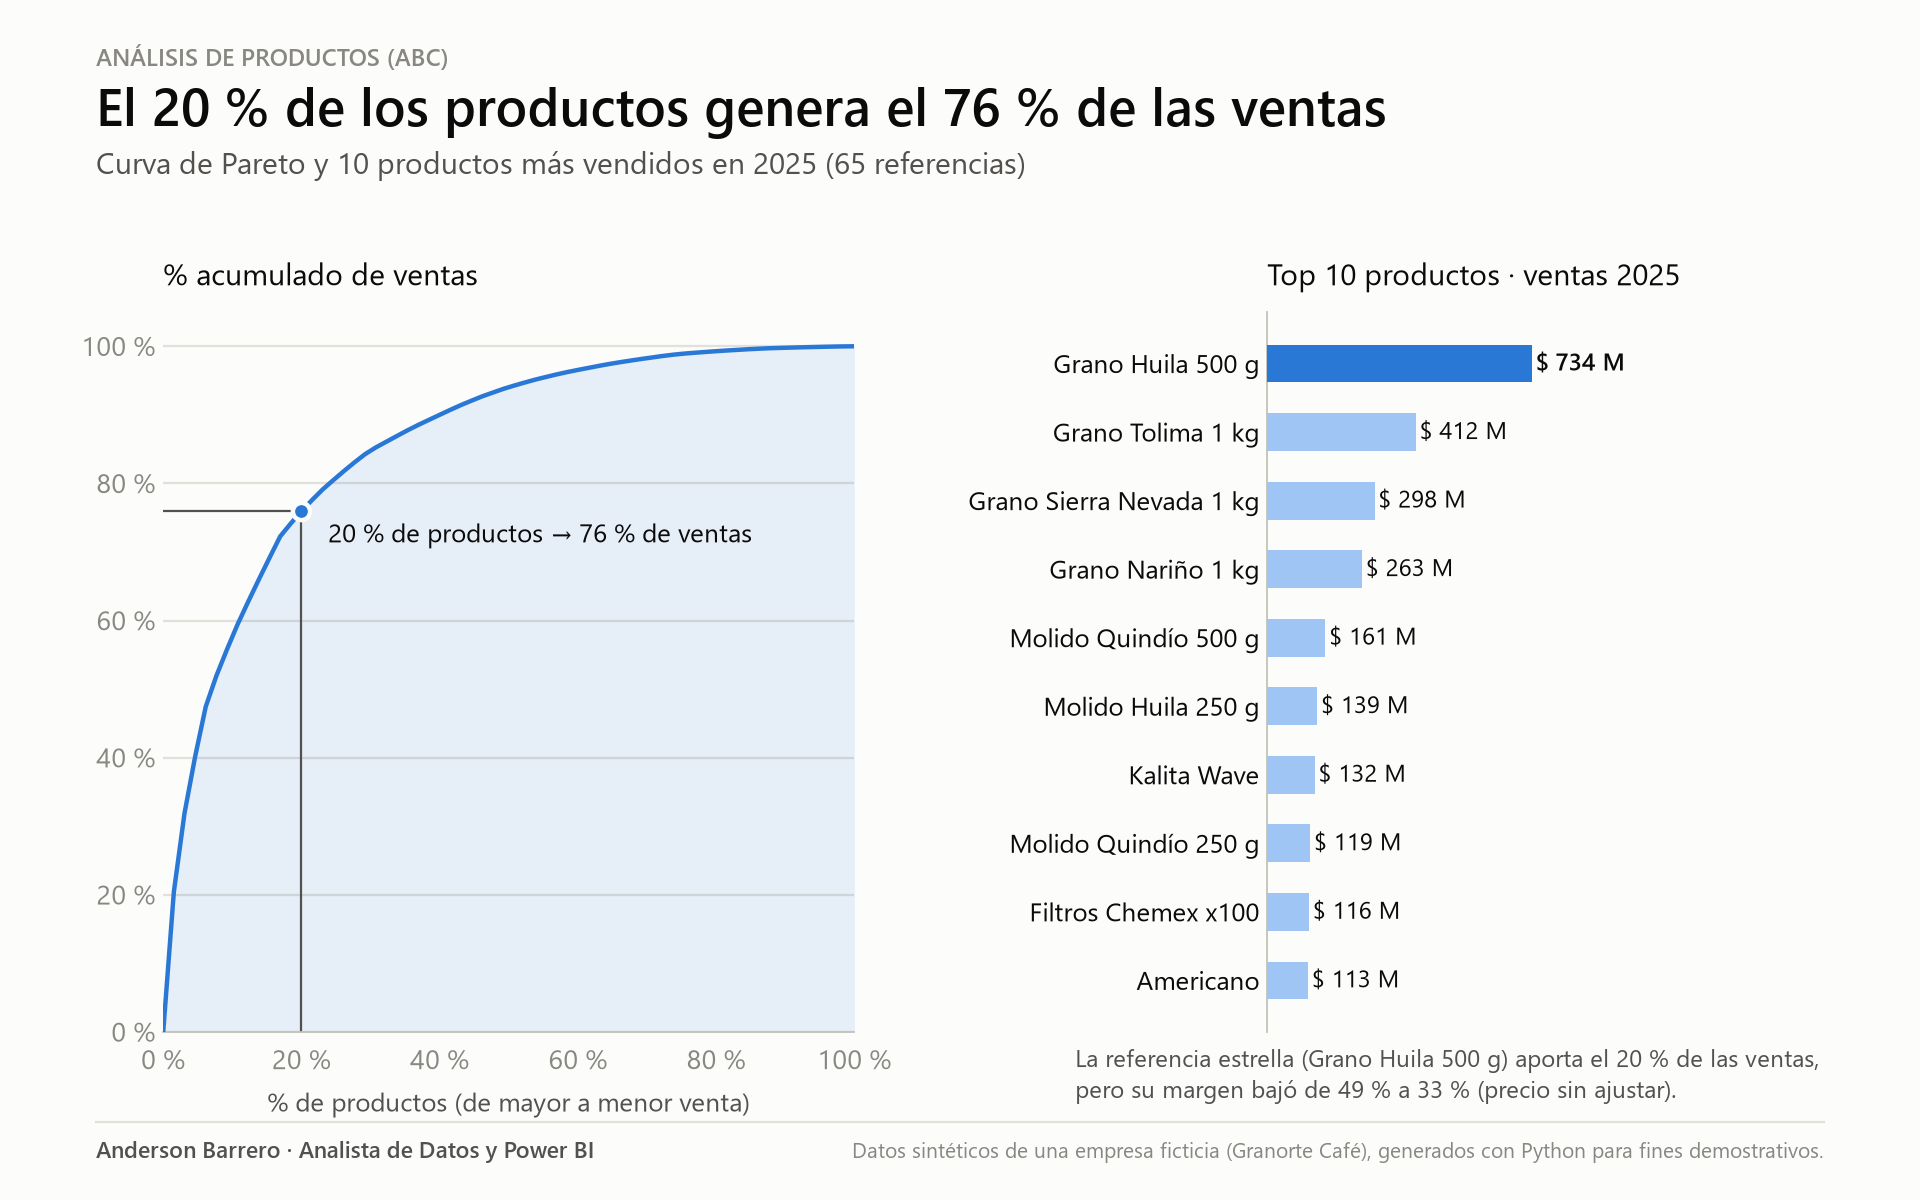 ANÁLISIS DE PRODUCTOS (ABC)
El 20 % de los productos genera el 76 % de las ventas
Curva de Pareto y 10 productos más vendidos en 2025 (65 referencias)
% acumulado de ventas
100 %
80 %
60 %
40 %
20 %
0 %
20 % de productos → 76 % de ventas
0 %
20 %
40 %
60 %
80 %
100 %
% de productos (de mayor a menor venta)
Top 10 productos · ventas 2025
Grano Huila 500 g $ 734 M
Grano Tolima 1 kg $ 412 M
Grano Sierra Nevada 1 kg $ 298 M
Grano Nariño 1 kg $ 263 M
Molido Quindío 500 g $ 161 M
Molido Huila 250 g $ 139 M
Kalita Wave $ 132 M
Molido Quindío 250 g $ 119 M
Filtros Chemex x100 $ 116 M
Americano $ 113 M
La referencia estrella (Grano Huila 500 g) aporta el 20 % de las ventas,
pero su margen bajó de 49 % a 33 % (precio sin ajustar).
Anderson Barrero · Analista de Datos y Power BI
Datos sintéticos de una empresa ficticia (Granorte Café), generados con Python para fines demostrativos.